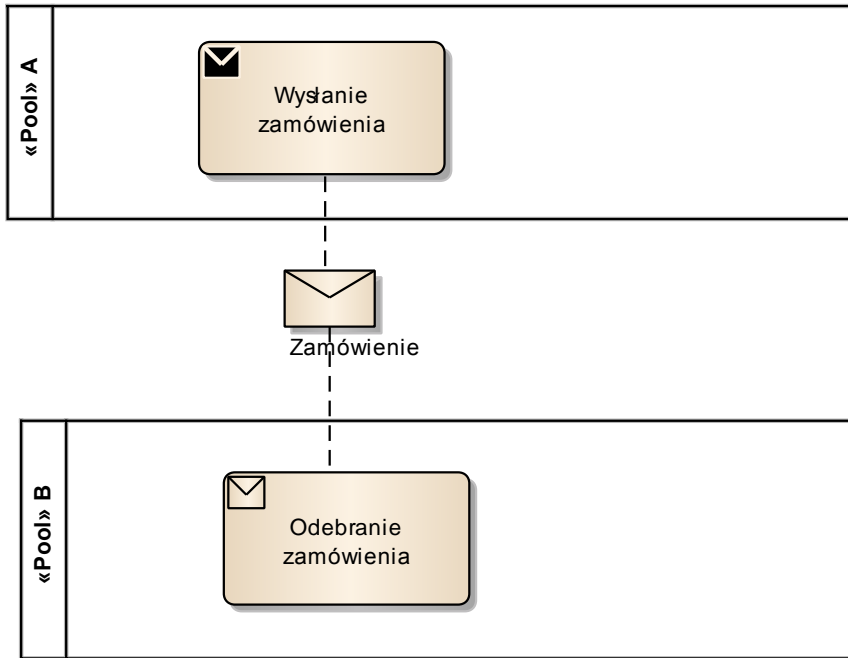 «Pool» A
Wysłanie
zamówienia
Zamówienie
«Pool» B
Odebranie
zamówienia